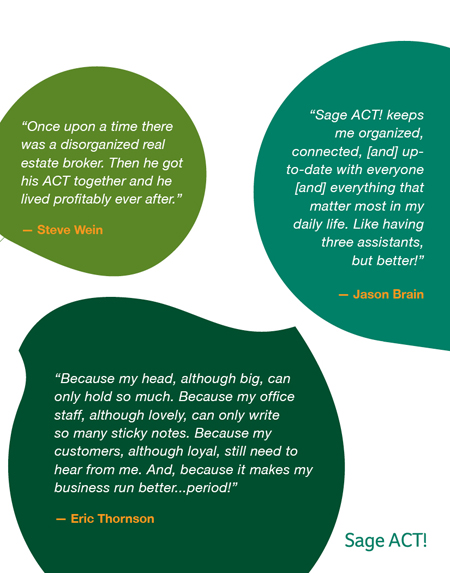 “Once upon a time there
was a disorganized real
estate broker. Then he got
his ACT together and he
lived profitably ever after.”
— Steve Wein
“Sage ACT! keeps
me organized,
connected, [and] up-
to-date with everyone
[and] everything that
matter most in my
daily life. Like having
three assistants,
but better!”
— Jason Brain
“Because my head, although big, can
only hold so much. Because my office
staff, although lovely, can only write
so many sticky notes. Because my
customers, although loyal, still need to
hear from me. And, because it makes my
business run better...period!”
— Eric Thornson
Sage ACT!